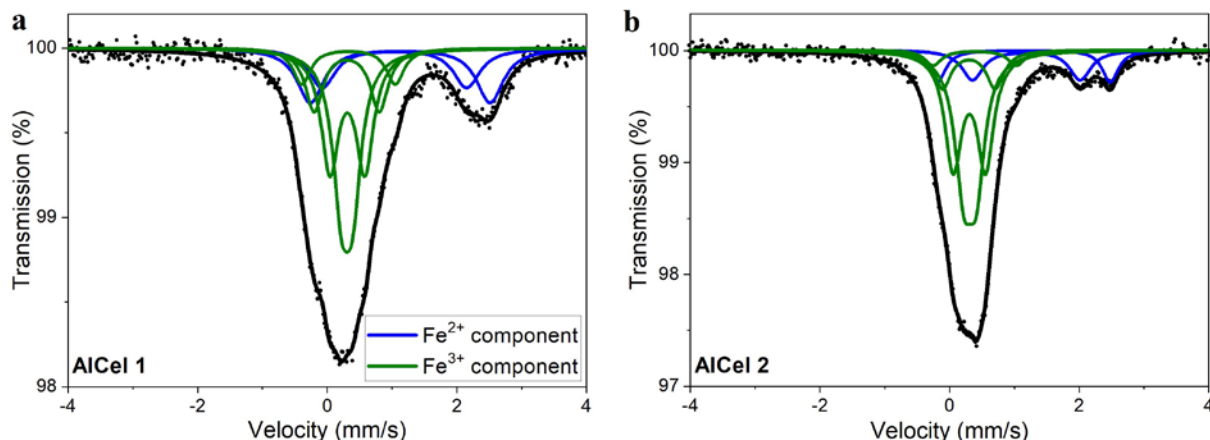 a
100
99
98
Transmission (%)
Fe²⁺ component
Fe³⁺ component
AlCel 1
-4 -2 0 2 4
Velocity (mm/s)
b
100
99
98
97
Transmission (%)
AlCel 2
-4 -2 0 2 4
Velocity (mm/s)